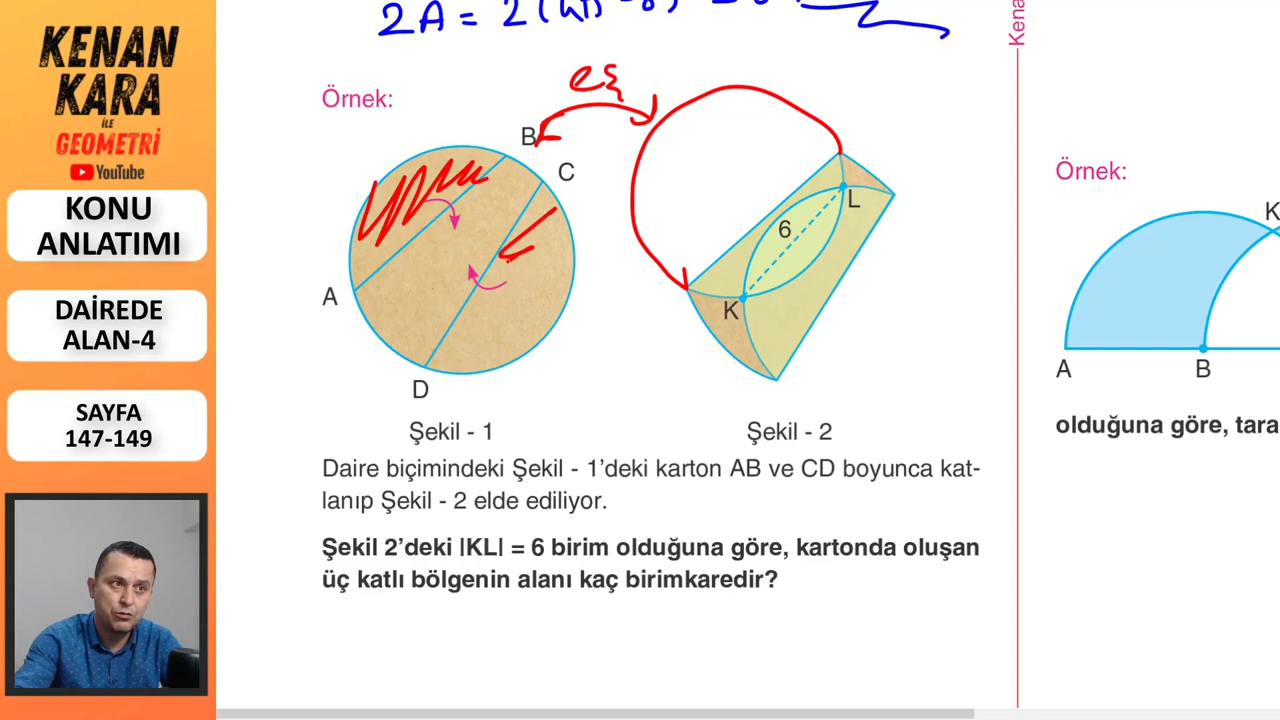 KENAN
KARA
İLE
GEOMETRİ
YouTube
KONU
ANLATIMI
DAİREDE
ALAN-4
SAYFA
147-149
2A = 2
Örnek:
eş
B
C
A
D
L
6
K
Şekil - 1
Şekil - 2
Daire biçimindeki Şekil - 1’deki karton AB ve CD boyunca kat-
lanıp Şekil - 2 elde ediliyor.
Şekil 2’deki |KL| = 6 birim olduğuna göre, kartonda oluşan
üç katlı bölgenin alanı kaç birimkaredir?
Kena
Örnek:
K
A
B
olduğuna göre, tara